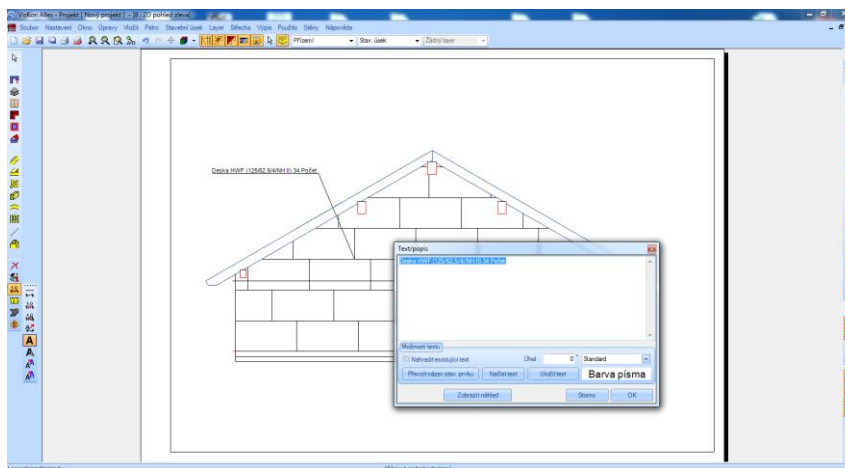 VisKon Alles - Projekt [ Nový projekt ] - [8: 2D pohled zleva]
Soubor Nastavení Okno Úpravy Vložit Patro Stavební úsek Layer Střecha Výpis Použito Stěny Nápověda
Přízemí Stav. úsek Žádný layer
Deska HWF (125/62,5/4/NH II) 34 Počet
Text/popis
Deska HWF (125/62,5/4/NH II) 34 Počet
Možnosti textu
Nahradit existující text Úhel: 0 ° Standard
Převzít název stav. prvku Načíst text Uložit text Barva písma
Zobrazit náhled Storno OK